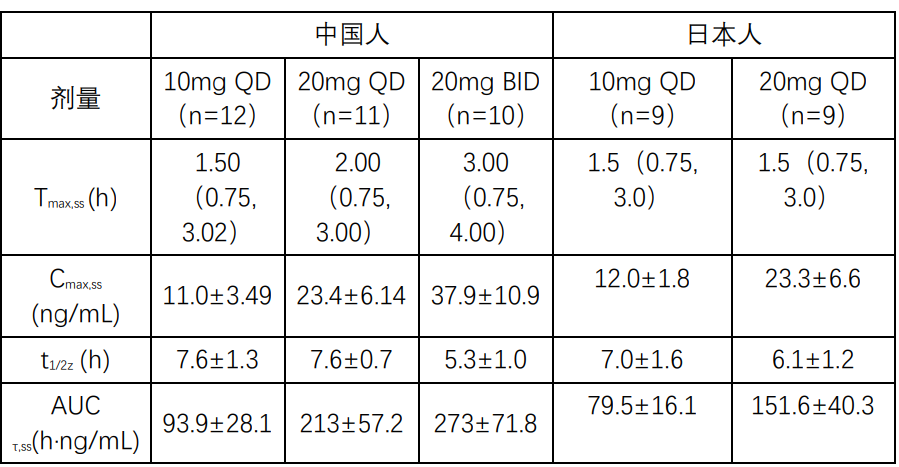 中国人 日本人
剂量 10mg QD（n=12） 20mg QD（n=11） 20mg BID（n=10） 10mg QD（n=9） 20mg QD（n=9）
Tmax,ss (h) 1.50（0.75, 3.02） 2.00（0.75, 3.00） 3.00（0.75, 4.00） 1.5（0.75, 3.0） 1.5（0.75, 3.0）
Cmax,ss (ng/mL) 11.0±3.49 23.4±6.14 37.9±10.9 12.0±1.8 23.3±6.6
t1/2z (h) 7.6±1.3 7.6±0.7 5.3±1.0 7.0±1.6 6.1±1.2
AUC τ,ss(h·ng/mL) 93.9±28.1 213±57.2 273±71.8 79.5±16.1 151.6±40.3